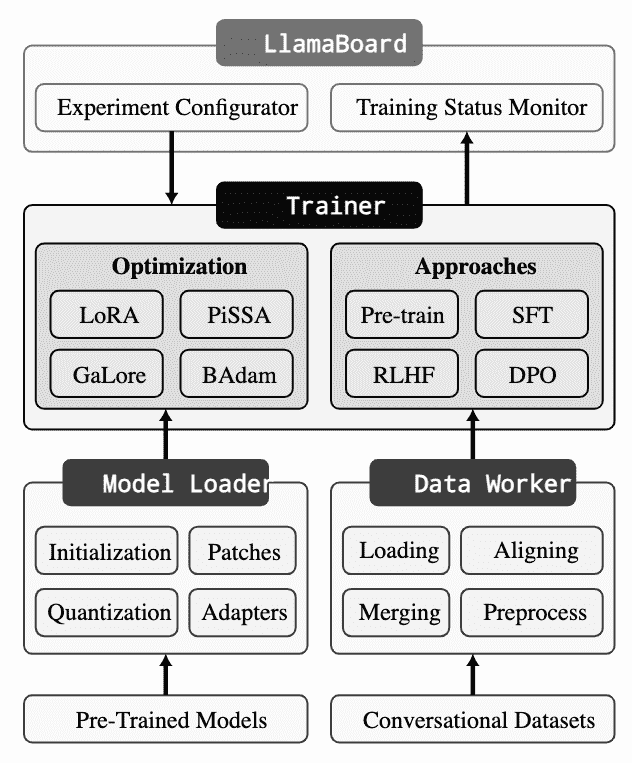 LlamaBoard
Experiment Configurator
Training Status Monitor
Trainer
Optimization
LoRA
PiSSA
GaLore
BAdam
Approaches
Pre-train
SFT
RLHF
DPO
Model Loader
Initialization
Patches
Quantization
Adapters
Data Worker
Loading
Aligning
Merging
Preprocess
Pre-Trained Models
Conversational Datasets